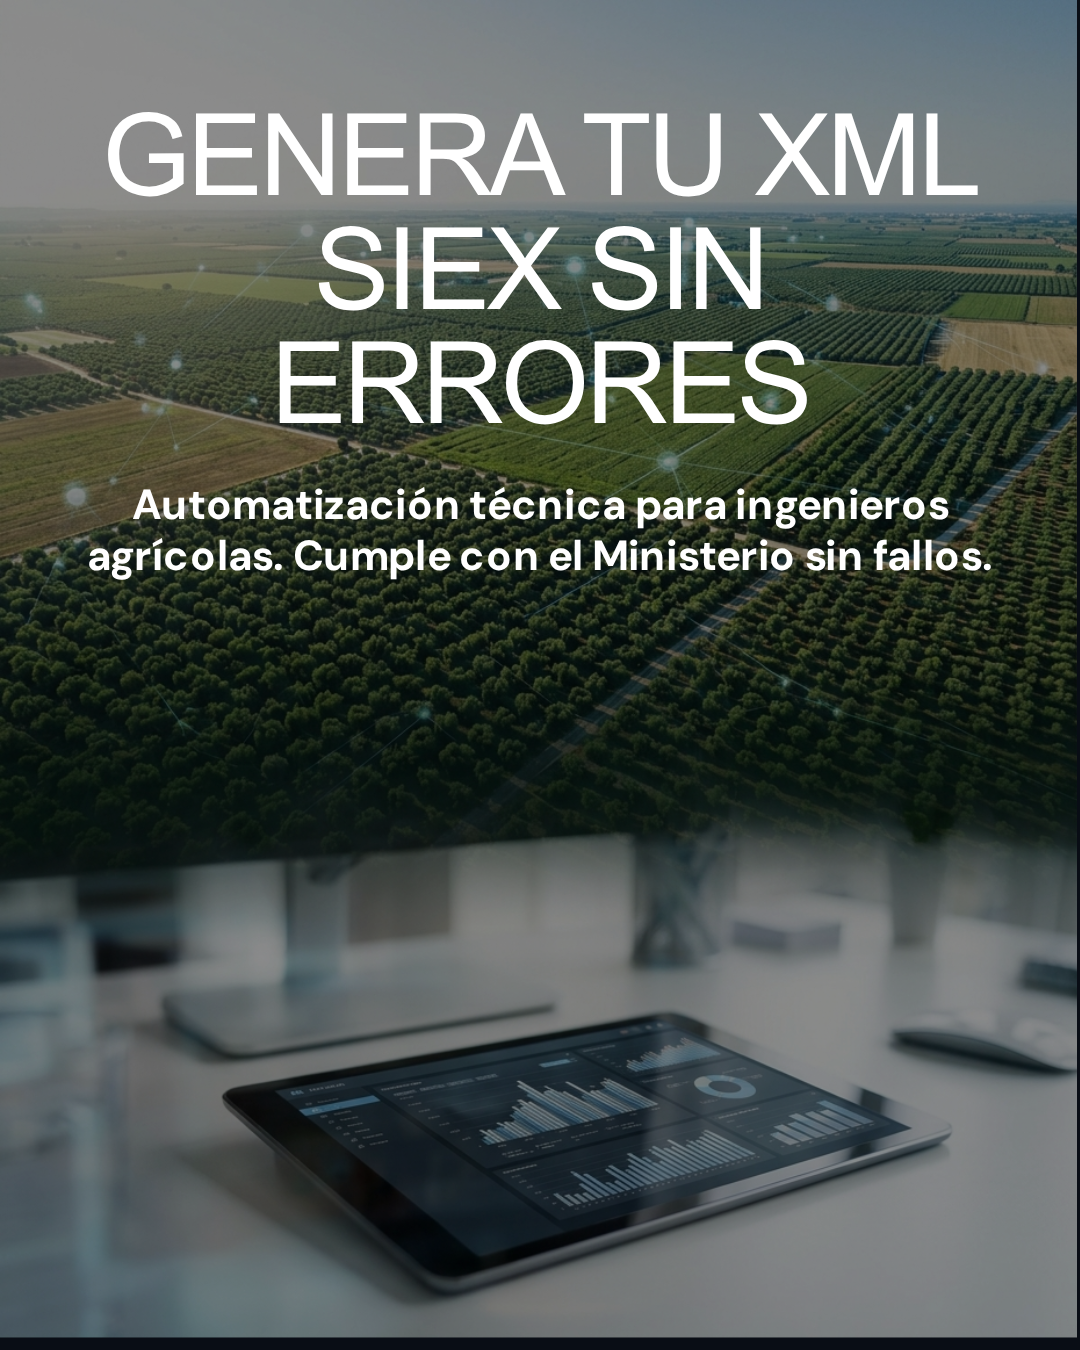 GENERA TU XML
SIEX SIN
ERRORES
Automatización técnica para ingenieros
agrícolas. Cumple con el Ministerio sin fallos.